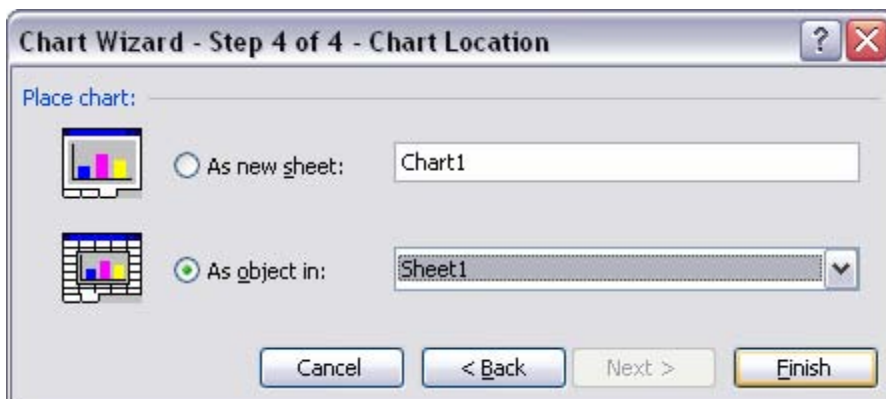 Chart Wizard - Step 4 of 4 - Chart Location
Place chart:
As new sheet: Chart1
As object in: Sheet1
Cancel < Back Next > Finish